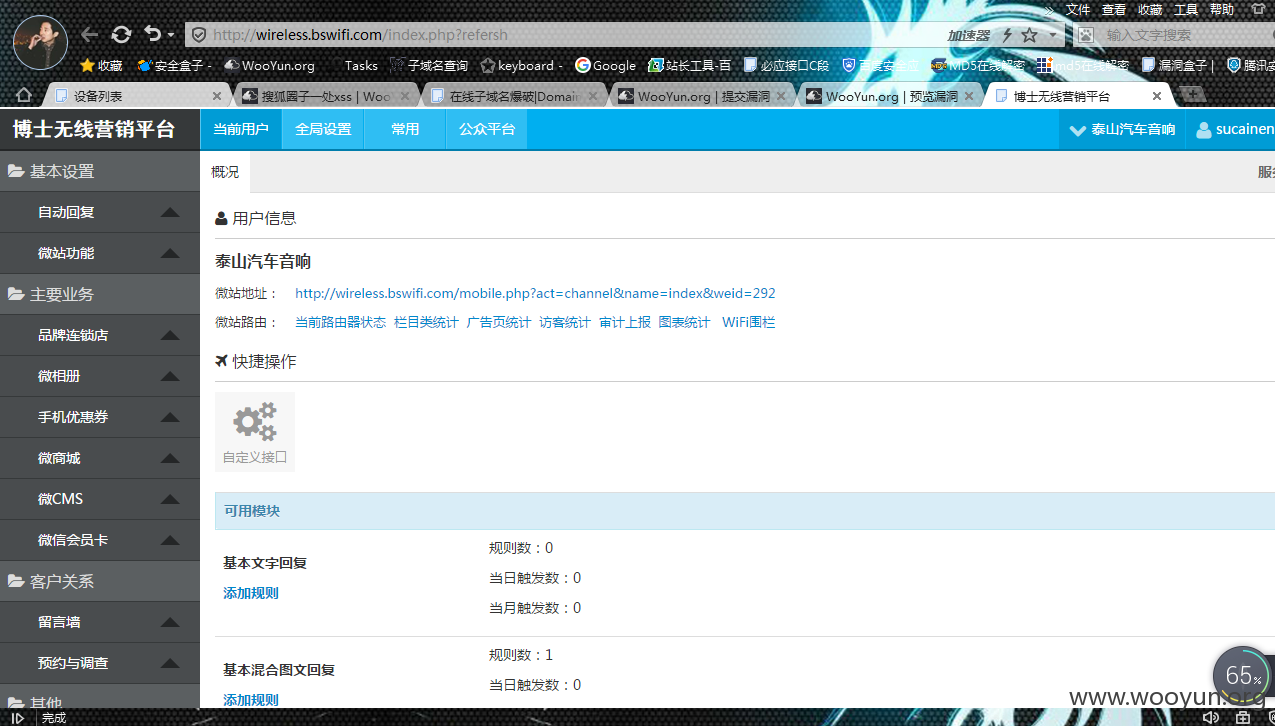 文件 查看 收藏 工具 帮助
http://wireless.bswifi.com/index.php?refersh
加速器
输入文字搜索
收藏 安全盒子 WooYun.org Tasks 子域名查询 keyboard Google 站长工具-百 必应接口C段 MD5在线解密 md5在线解密 漏洞盒子 |
设备列表 搜狐圈子一处xss | Woo 在线子域名爆破|Domain WooYun.org | 提交漏洞 WooYun.org | 预览漏洞 博士无线营销平台
博士无线营销平台 当前用户 全局设置 常用 公众平台 泰山汽车音响 sucainen
基本设置
自动回复
微站功能
主要业务
品牌连锁店
微相册
手机优惠券
微商城
微CMS
微信会员卡
客户关系
留言墙
预约与调查
其他
概况
用户信息
泰山汽车音响
微站地址： http://wireless.bswifi.com/mobile.php?act=channel&name=index&weid=292
微站路由： 当前路由器状态 栏目类统计 广告页统计 访客统计 审计上报 图表统计 WiFi围栏
快捷操作
自定义接口
可用模块
基本文字回复
添加规则
规则数：0
当日触发数：0
当月触发数：0
基本混合图文回复
添加规则
规则数：1
当日触发数：0
65%
www.wooyun.org
完成